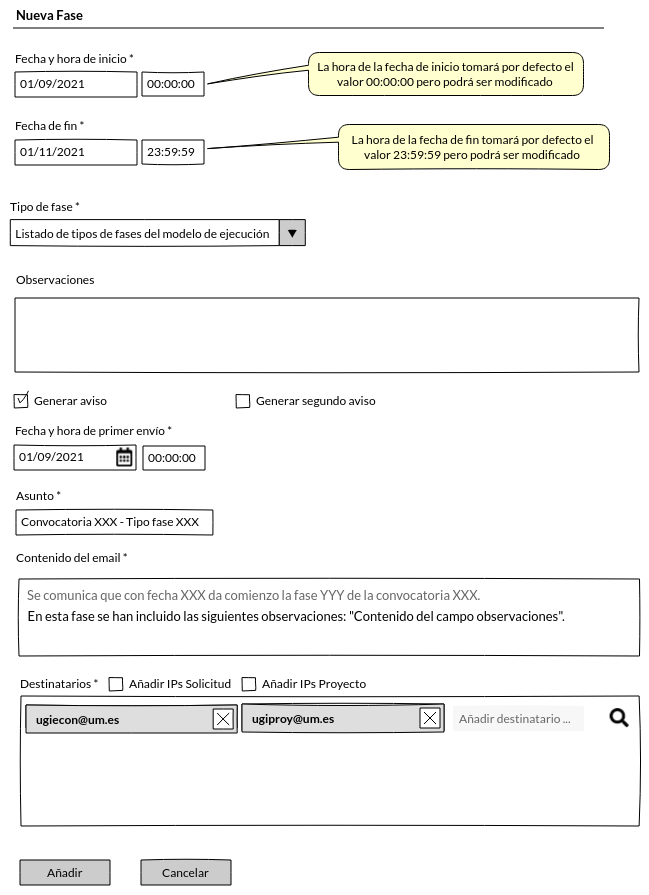 Nueva Fase
Fecha y hora de inicio *
01/09/2021 00:00:00
La hora de la fecha de inicio tomará por defecto el
valor 00:00:00 pero podrá ser modificado
Fecha de fin *
01/11/2021 23:59:59
La hora de la fecha de fin tomará por defecto el
valor 23:59:59 pero podrá ser modificado
Tipo de fase *
Listado de tipos de fases del modelo de ejecución
Observaciones
Generar aviso Generar segundo aviso
Fecha y hora de primer envío *
01/09/2021 00:00:00
Asunto *
Convocatoria XXX - Tipo fase XXX
Contenido del email *
Se comunica que con fecha XXX da comienzo la fase YYY de la convocatoria XXX.
En esta fase se han incluido las siguientes observaciones: "Contenido del campo observaciones".
Destinatarios * Añadir IPs Solicitud Añadir IPs Proyecto
ugiecon@um.es ugiproy@um.es Añadir destinatario ...
Añadir Cancelar